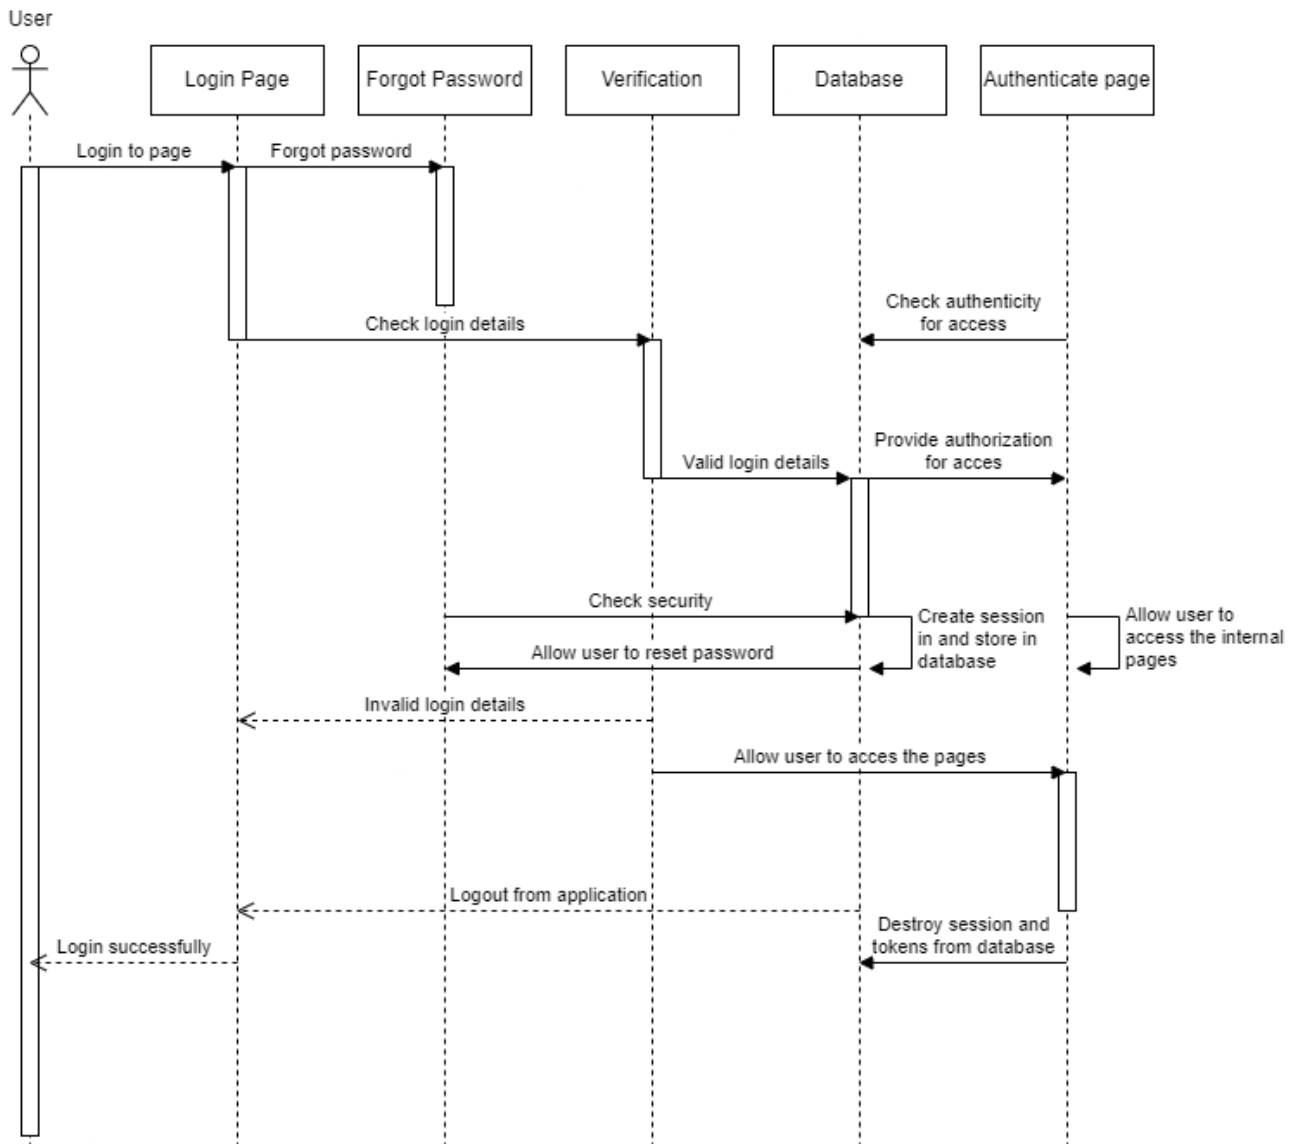 User
Login Page
Forgot Password
Verification
Database
Authenticate page
Login to page
Forgot password
Check authenticity
for access
Check login details
Provide authorization
for acces
Valid login details
Check security
Create session
in and store in
database
Allow user to
access the internal
pages
Allow user to reset password
Invalid login details
Allow user to acces the pages
Logout from application
Destroy session and
tokens from database
Login successfully